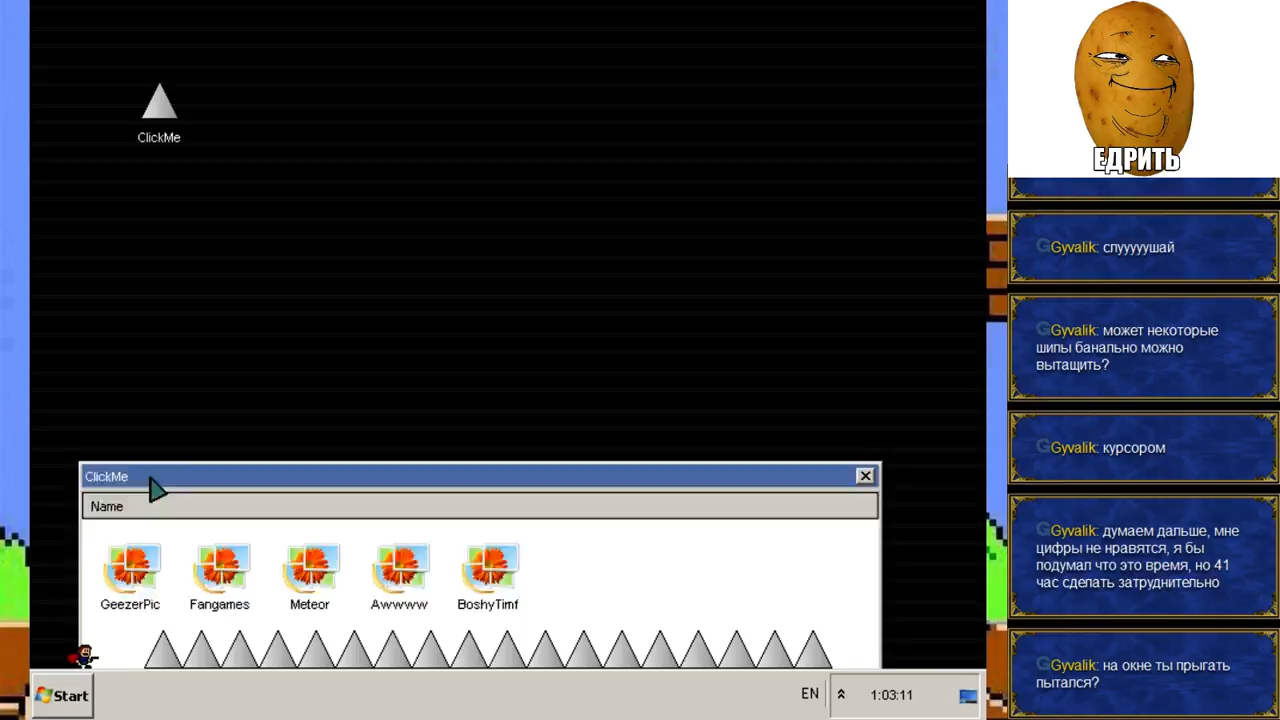 ClickMe
ClickMe
Name
GeezerPic
Fangames
Meteor
Awwww
BoshyTimf
Start
EN
1:03:11
ЕДРИТЬ
Gyvalik: слууууушай
Gyvalik: может некоторые
шипы банально можно
вытащить?
Gyvalik: курсором
Gyvalik: думаем дальше, мне
цифры не нравятся, я бы
подумал что это время, но 41
час сделать затруднительно
Gyvalik: на окне ты прыгать
пытался?